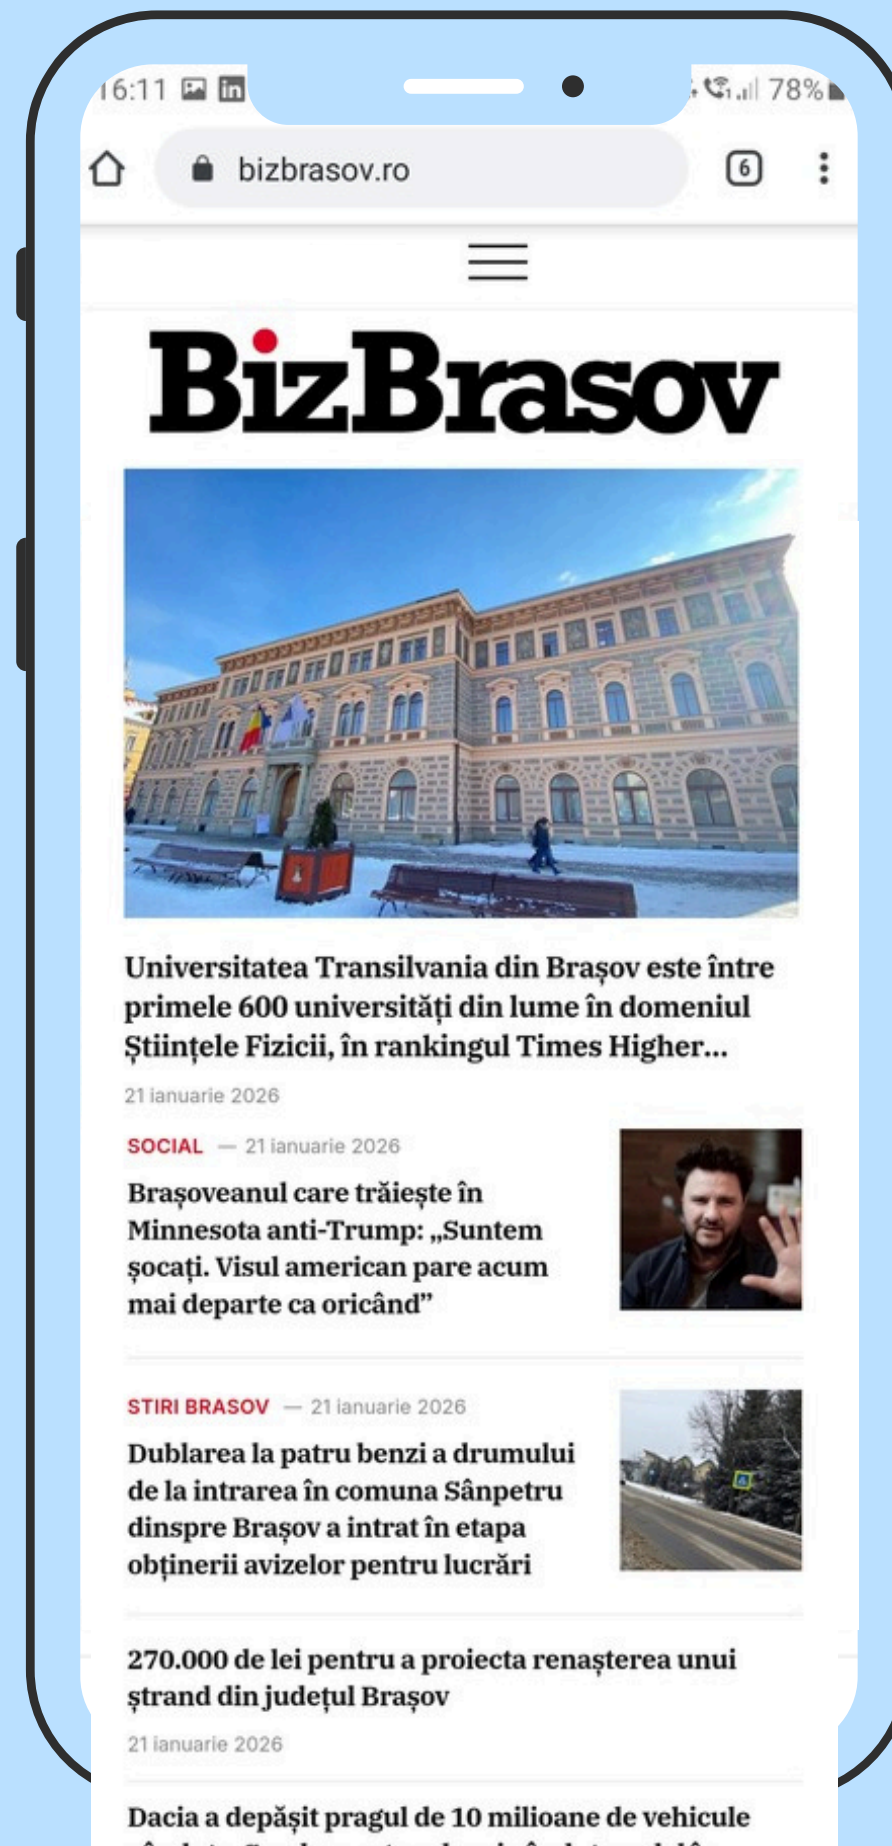 16:11
78%
bizbrasov.ro
6
BizBrasov
Universitatea Transilvania din Brașov este între
primele 600 universități din lume în domeniul
Științele Fizicii, în rankingul Times Higher...
21 ianuarie 2026
SOCIAL — 21 ianuarie 2026
Brașoveanul care trăiește în
Minnesota anti-Trump: „Suntem
șocați. Visul american pare acum
mai departe ca oricând”
STIRI BRASOV — 21 ianuarie 2026
Dublarea la patru benzi a drumului
de la intrarea în comuna Sânpetru
dinspre Brașov a intrat în etapa
obținerii avizelor pentru lucrări
270.000 de lei pentru a proiecta renașterea unui
ștrand din județul Brașov
21 ianuarie 2026
Dacia a depășit pragul de 10 milioane de vehicule